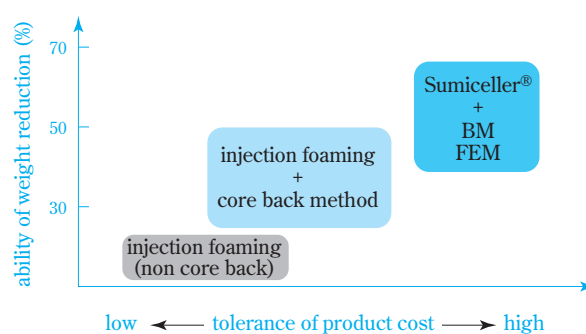 ability of weight reduction (%)
70
50
30
Sumiceller®
+
BM
FEM
injection foaming
+
core back method
injection foaming
(non core back)
low ← tolerance of product cost → high